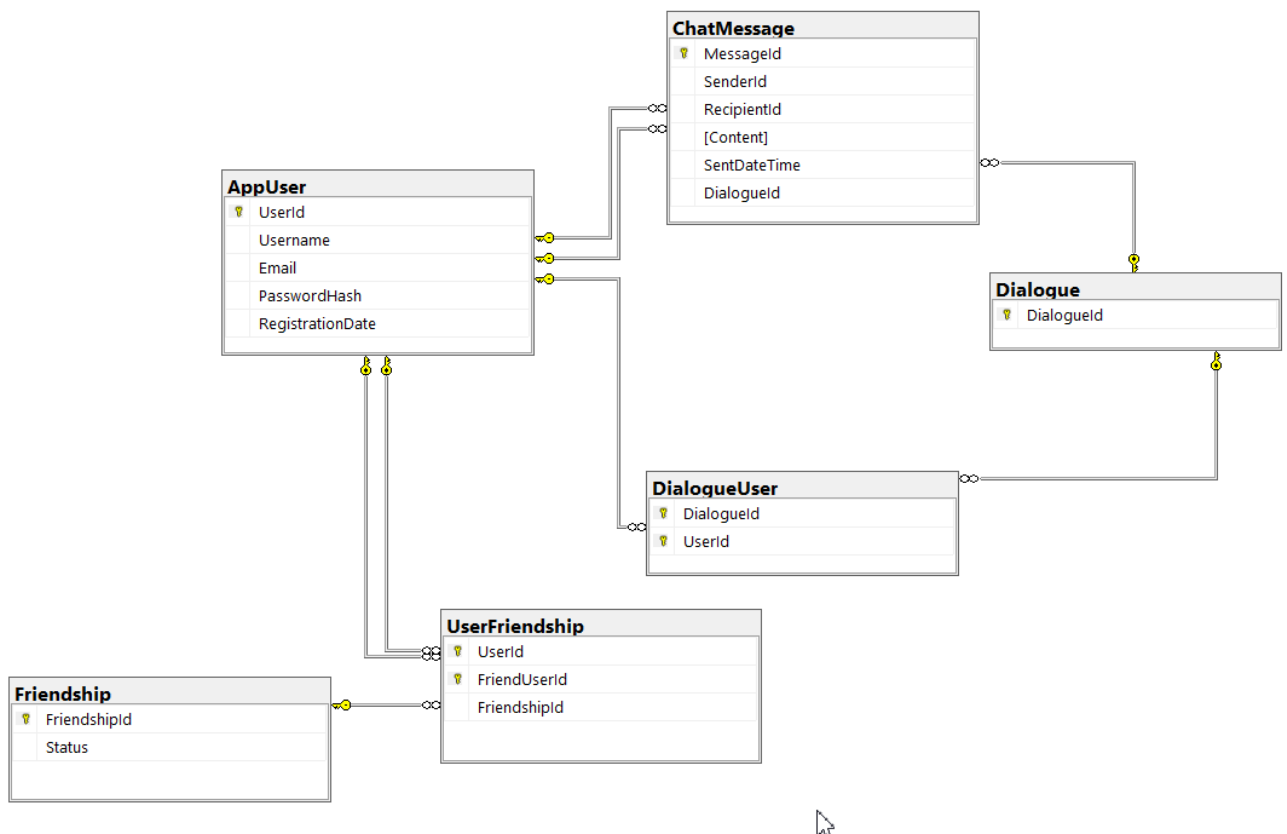 ChatMessage
MessageId
SenderId
RecipientId
[Content]
SentDateTime
DialogueId
AppUser
UserId
Username
Email
PasswordHash
RegistrationDate
Dialogue
DialogueId
DialogueUser
DialogueId
UserId
UserFriendship
UserId
FriendUserId
FriendshipId
Friendship
FriendshipId
Status